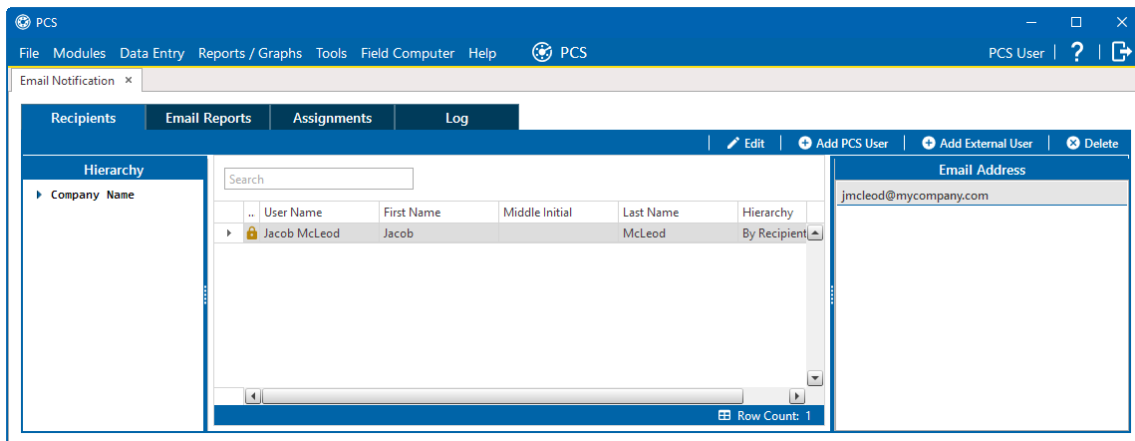 PCS
File Modules Data Entry Reports / Graphs Tools Field Computer Help PCS PCS User | ? |
Email Notification ×
Recipients Email Reports Assignments Log
| Edit | Add PCS User | Add External User | Delete
Hierarchy
Company Name
Search
.. User Name First Name Middle Initial Last Name Hierarchy
Jacob McLeod Jacob McLeod By Recipient
Row Count: 1
Email Address
jmcleod@mycompany.com